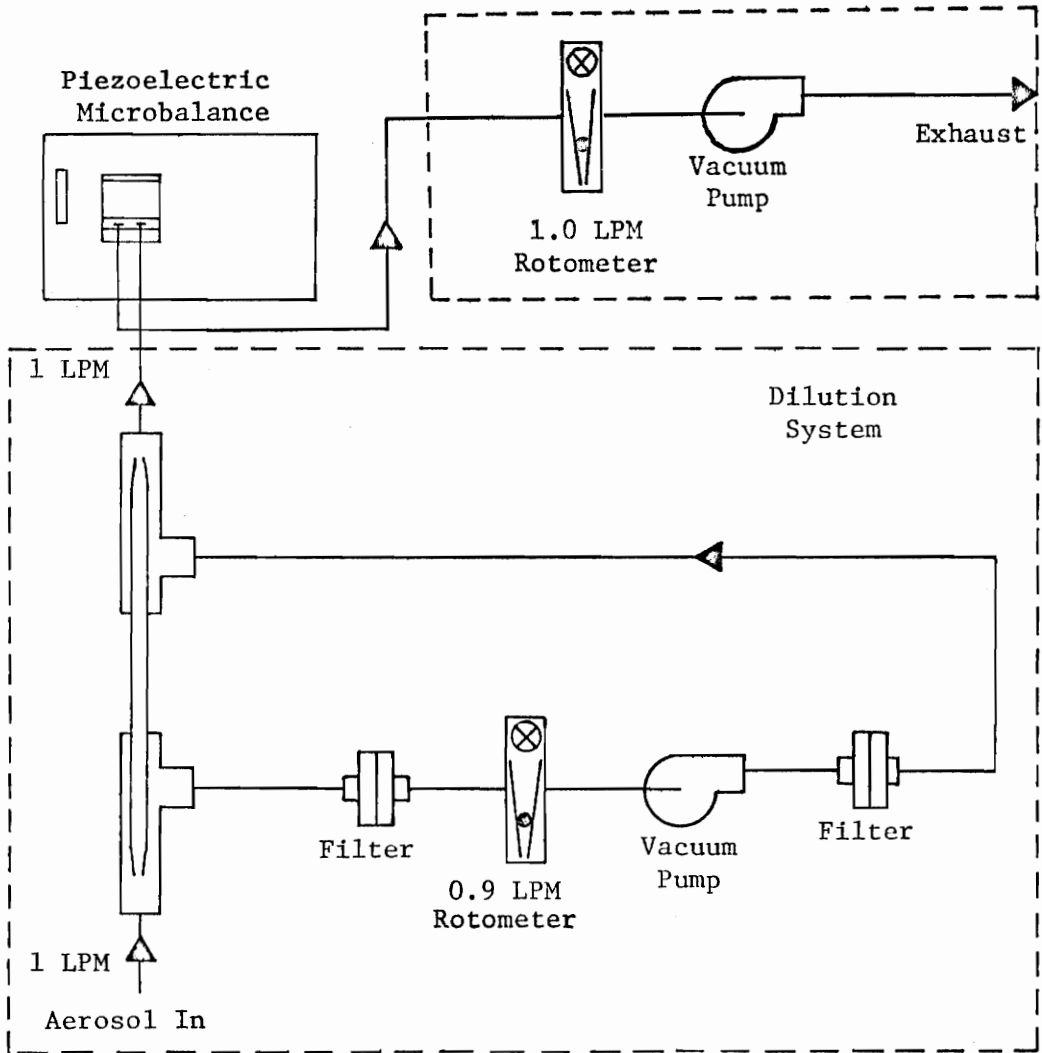 Piezoelectric
Microbalance
Exhaust
Vacuum
Pump
1.0 LPM
Rotometer
1 LPM
Dilution
System
Filter
0.9 LPM
Rotometer
Vacuum
Pump
Filter
1 LPM
Aerosol In